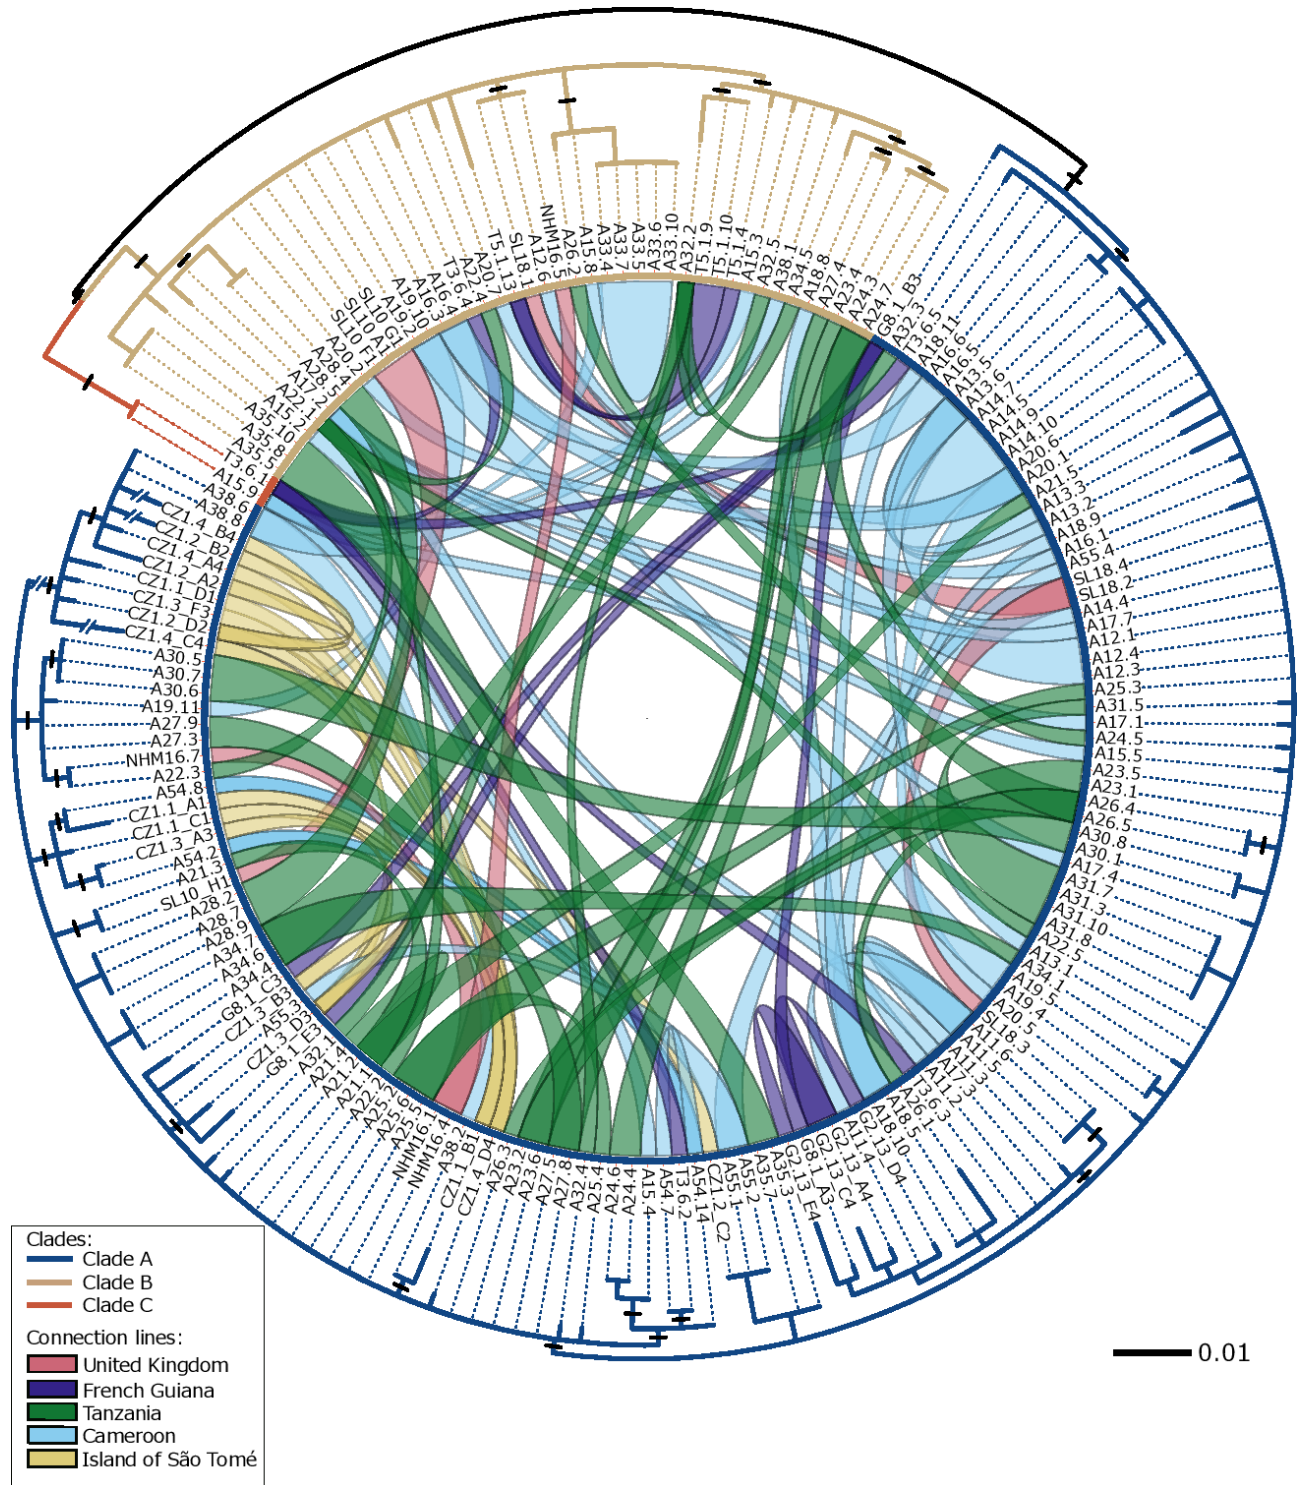 T5.1.13
SL18.1
A12.6
NHM16.5
A26.2
A15.8
A33.4
A33.7
A33.5
A33.6
A33.10
A32.2
T5.1.9
T5.1.10
T5.1.4
A15.3
A32.5
A38.1
A34.5
A18.8
A27.4
A23.4
A24.3
A24.7
G8.1_B3
A32.3
T3.6.5
A18.11
A16.6
A16.5
A13.5
A13.6
A14.7
A14.5
A14.9
A14.10
A20.6
A20.1
A21.5
A13.3
A13.2
A18.9
A16.1
A55.4
SL18.4
SL18.2
A14.4
A17.7
A12.1
A12.4
A12.3
A25.3
A31.5
A17.1
A24.5
A15.5
A23.5
A23.1
A26.4
A26.5
A30.8
A30.1
A17.4
A31.7
A31.3
A31.10
A31.8
A22.5
A13.1
A34.1
A19.5
A19.4
A20.5
SL18.3
A11.6
A11.5
A11.3
A17.3
A11.2
T3.6.3
A26.1
A18.5
A18.10
G2.13_D4
A11.4
G2.13_A4
G2.13_C4
G8.1_A3
G2.13_E4
A35.3
A35.7
A55.2
A55.1
CZ1.2_C2
A54.14
T3.6.2
A54.7
A15.4
A24.4
A24.6
A25.4
A32.4
A27.8
A27.5
A23.6
A23.2
A26.3
CZ1.4_D4
CZ1.1_B1
A38.2
NHM16.4
NHM16.1
A25.5
A21.2
A21.4
A32.1
G8.1_E3
CZ1.3_D3
A55.3
CZ1.3_B3
G8.1_C3
A34.4
A34.6
A34.7
A28.9
A28.7
A28.2
SL10_H1
A21.3
A54.2
CZ1.3_A3
CZ1.1_C1
CZ1.1_A1
A54.8
A22.3
NHM16.7
A27.3
A27.9
A19.11
A30.6
A30.7
A30.5
CZ1.4_C4
CZ1.2_D2
CZ1.3_F3
CZ1.1_D1
CZ1.2_A2
CZ1.4_A4
CZ1.2_B2
CZ1.4_B4
A38.8
A38.6
A15.9
T3.6.1
A35.5
A35.8
A35.10
A15.2
A22.1
A12.2
A28.5
A28.4
A20.2
SL10_F1
SL10_A1
SL10_G1
A19.2
A19.10
A16.3
A16.4
T3.6.4
A22.4
A20.7
Clades:
Clade A
Clade B
Clade C
Connection lines:
United Kingdom
French Guiana
Tanzania
Cameroon
Island of São Tomé
0.01